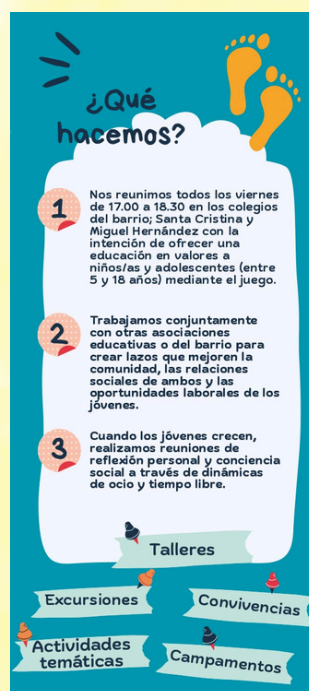 ¿Qué
hacemos?
1
Nos reunimos todos los viernes
de 17.00 a 18.30 en los colegios
del barrio; Santa Cristina y
Miguel Hernández con la
intención de ofrecer una
educación en valores a
niños/as y adolescentes (entre
5 y 18 años) mediante el juego.
2
Trabajamos conjuntamente
con otras asociaciones
educativas o del barrio para
crear lazos que mejoren la
comunidad, las relaciones
sociales de ambos y las
oportunidades laborales de los
jóvenes.
3
Cuando los jóvenes crecen,
realizamos reuniones de
reflexión personal y conciencia
social a través de dinámicas
de ocio y tiempo libre.
Talleres
Excursiones
Convivencias
Actividades
temáticas
Campamentos